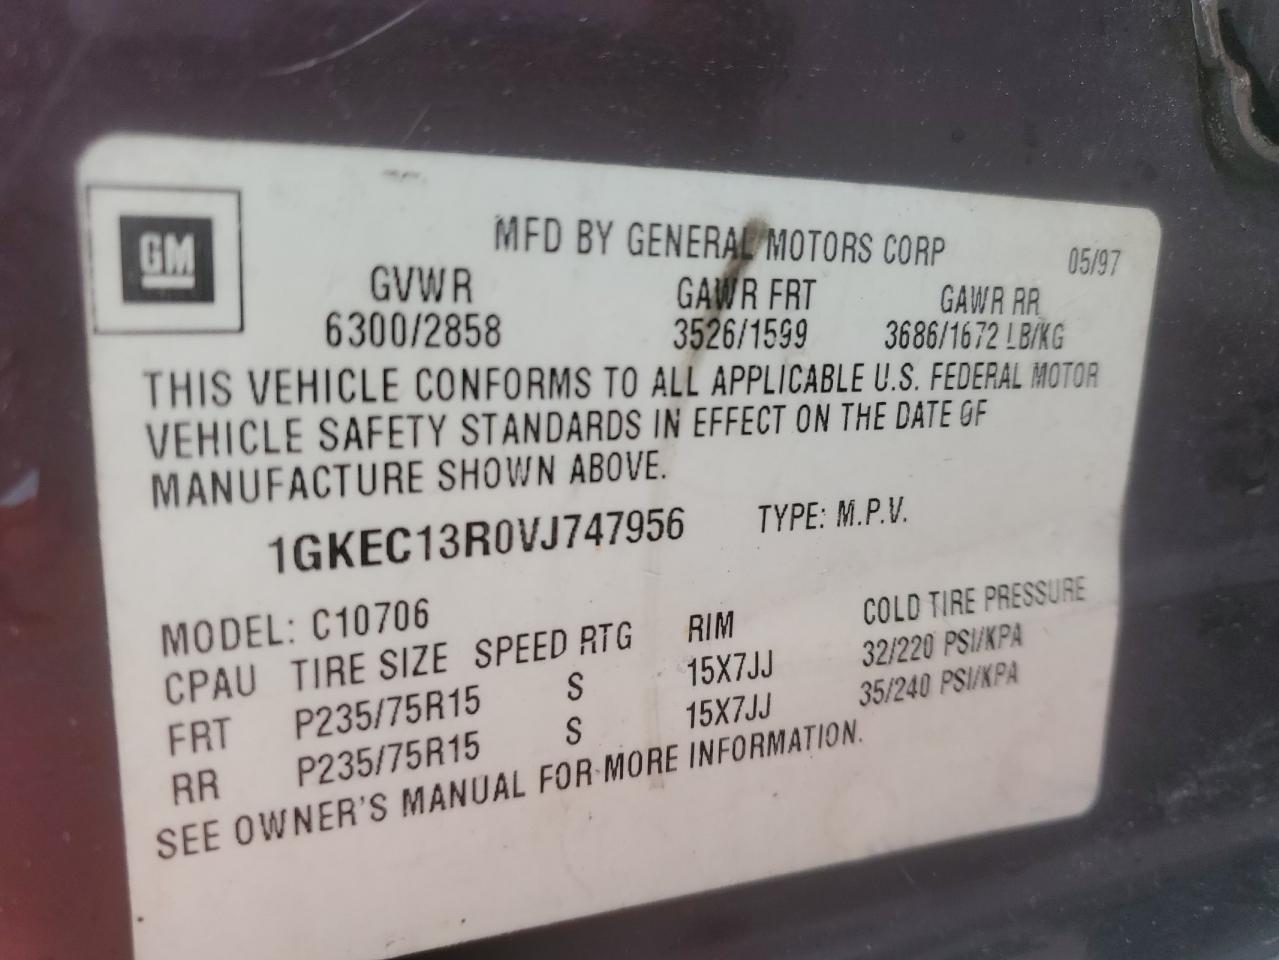 GM
MFD BY GENERAL MOTORS CORP 05/97
GVWR GAWR FRT GAWR RR
6300/2858 3526/1599 3686/1672 LB/KG
THIS VEHICLE CONFORMS TO ALL APPLICABLE U.S. FEDERAL MOTOR
VEHICLE SAFETY STANDARDS IN EFFECT ON THE DATE OF
MANUFACTURE SHOWN ABOVE.
1GKEC13R0VJ747956 TYPE: M.P.V.
MODEL: C10706
CPAU TIRE SIZE SPEED RTG RIM COLD TIRE PRESSURE
FRT P235/75R15 S 15X7JJ 32/220 PSI/KPA
RR P235/75R15 S 15X7JJ 35/240 PSI/KPA
SEE OWNER'S MANUAL FOR MORE INFORMATION.